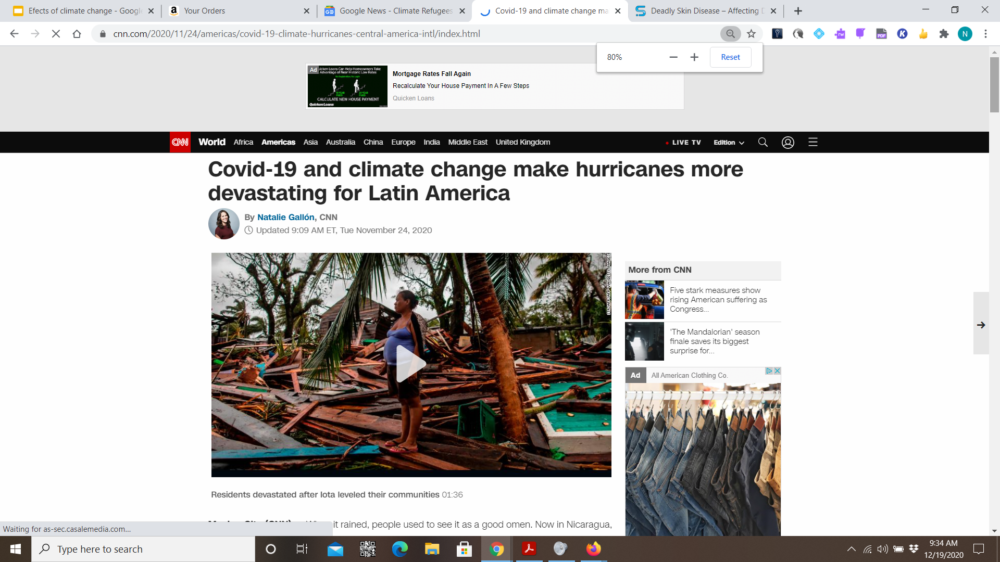 Efects of climate change - Google
Your Orders
Google News - Climate Refugees
Covid-19 and climate change ma
Deadly Skin Disease – Affecting D
cnn.com/2020/11/24/americas/covid-19-climate-hurricanes-central-america-intl/index.html
N
80%
Reset
Ad
Quicken Loans Can Help Homeowners Take
Advantage of Near Historic Low Rates
CALCULATE NEW HOUSE PAYMENT
Quicken Loans
Mortgage Rates Fall Again
Recalculate Your House Payment In A Few Steps
Quicken Loans
CNN World Africa Americas Asia Australia China Europe India Middle East United Kingdom LIVE TV Edition
Covid-19 and climate change make hurricanes more
devastating for Latin America
By Natalie Gallón, CNN
Updated 9:09 AM ET, Tue November 24, 2020
STR/AFP/AFP VIA GETTY IMAGES
Residents devastated after Iota leveled their communities 01:36
it rained, people used to see it as a good omen. Now in Nicaragua,
More from CNN
Five stark measures show
rising American suffering as
Congress...
'The Mandalorian' season
finale saves its biggest
surprise for...
Ad
All American Clothing Co.
Waiting for as-sec.casalemedia.com...
Type here to search
9:34 AM
12/19/2020